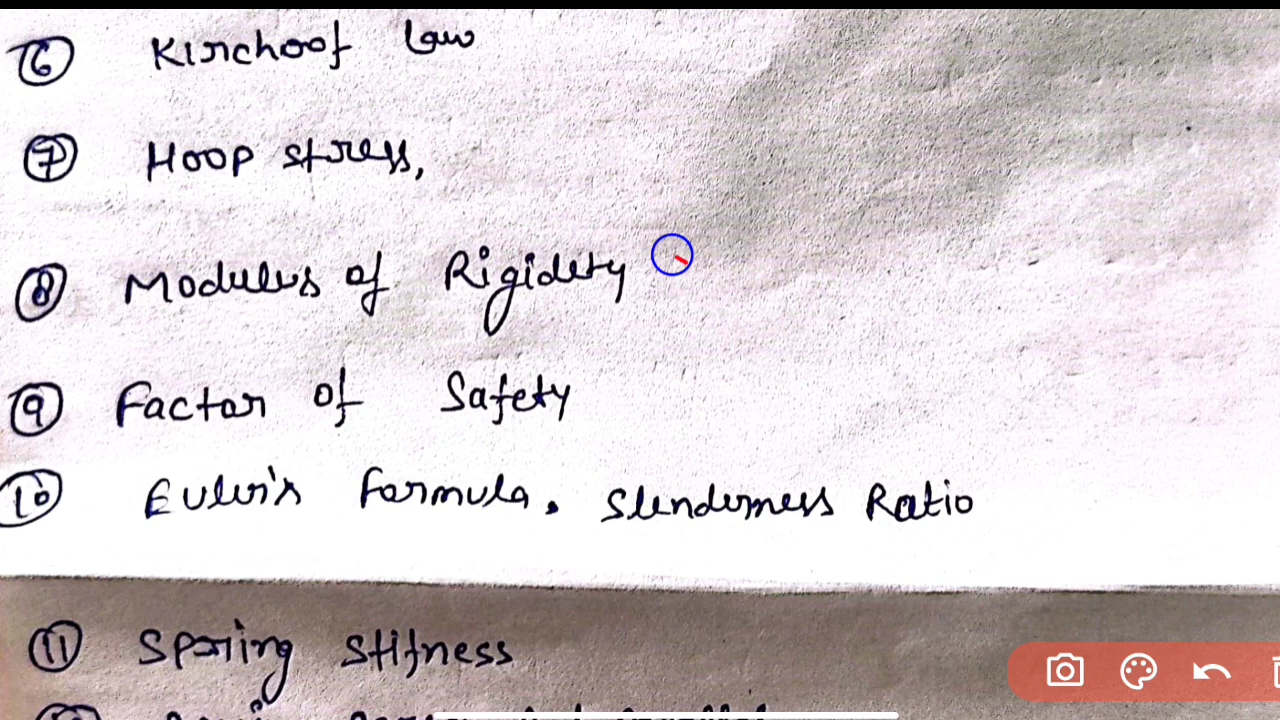 6 Kirchoof Law
7 Hoop stress,
8 Modulus of Rigidity
9 Factor of Safety
10 Euler's Formula. Slenderness Ratio
11 Spring Stifness